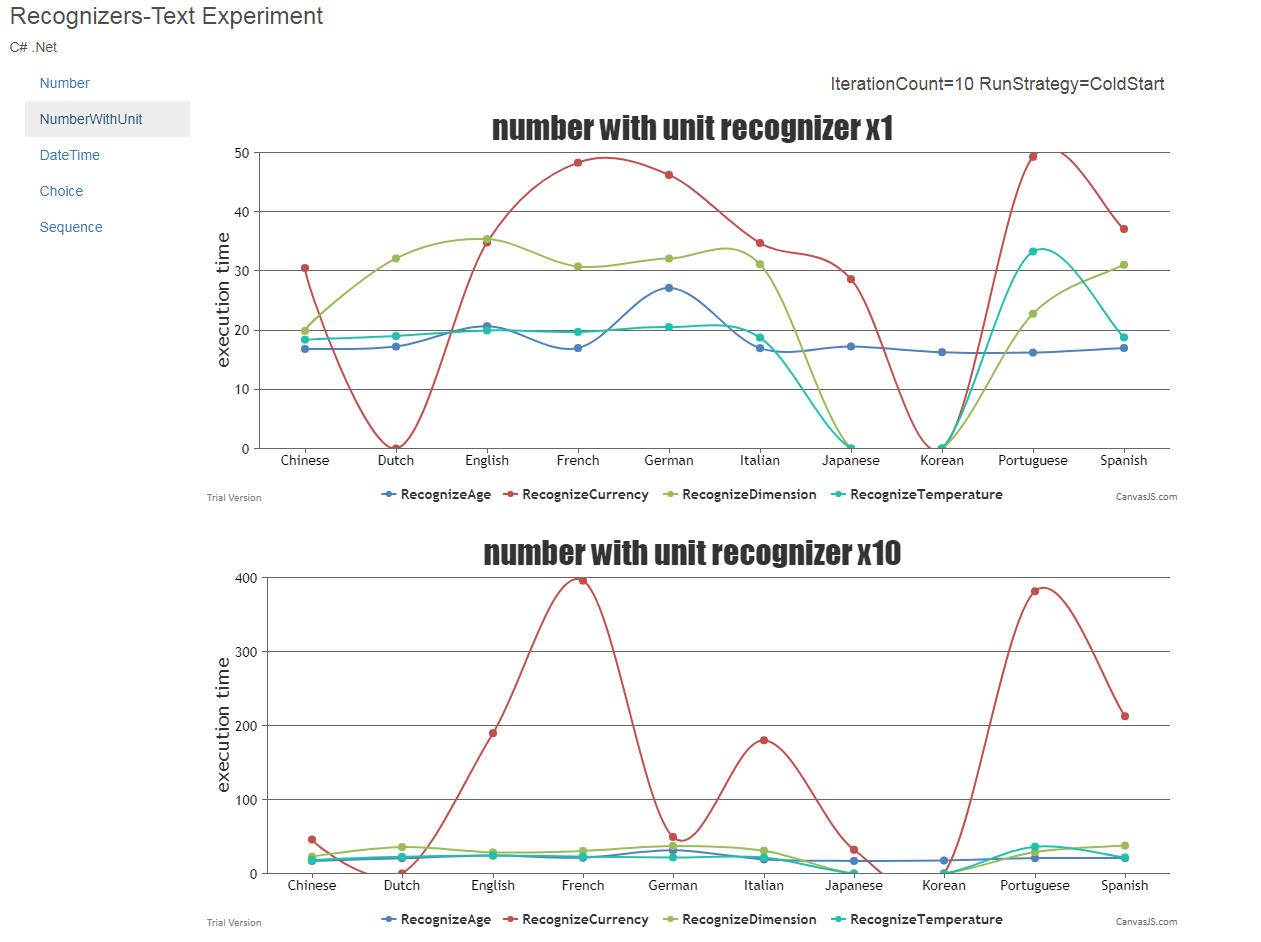 Recognizers-Text Experiment
C# .Net
Number
NumberWithUnit
DateTime
Choice
Sequence
IterationCount=10 RunStrategy=ColdStart
number with unit recognizer x1
execution time
50
40
30
20
10
0
Chinese Dutch English French German Italian Japanese Korean Portuguese Spanish
Trial Version RecognizeAge RecognizeCurrency RecognizeDimension RecognizeTemperature CanvasJS.com
number with unit recognizer x10
execution time
400
300
200
100
0
Chinese Dutch English French German Italian Japanese Korean Portuguese Spanish
Trial Version RecognizeAge RecognizeCurrency RecognizeDimension RecognizeTemperature CanvasJS.com